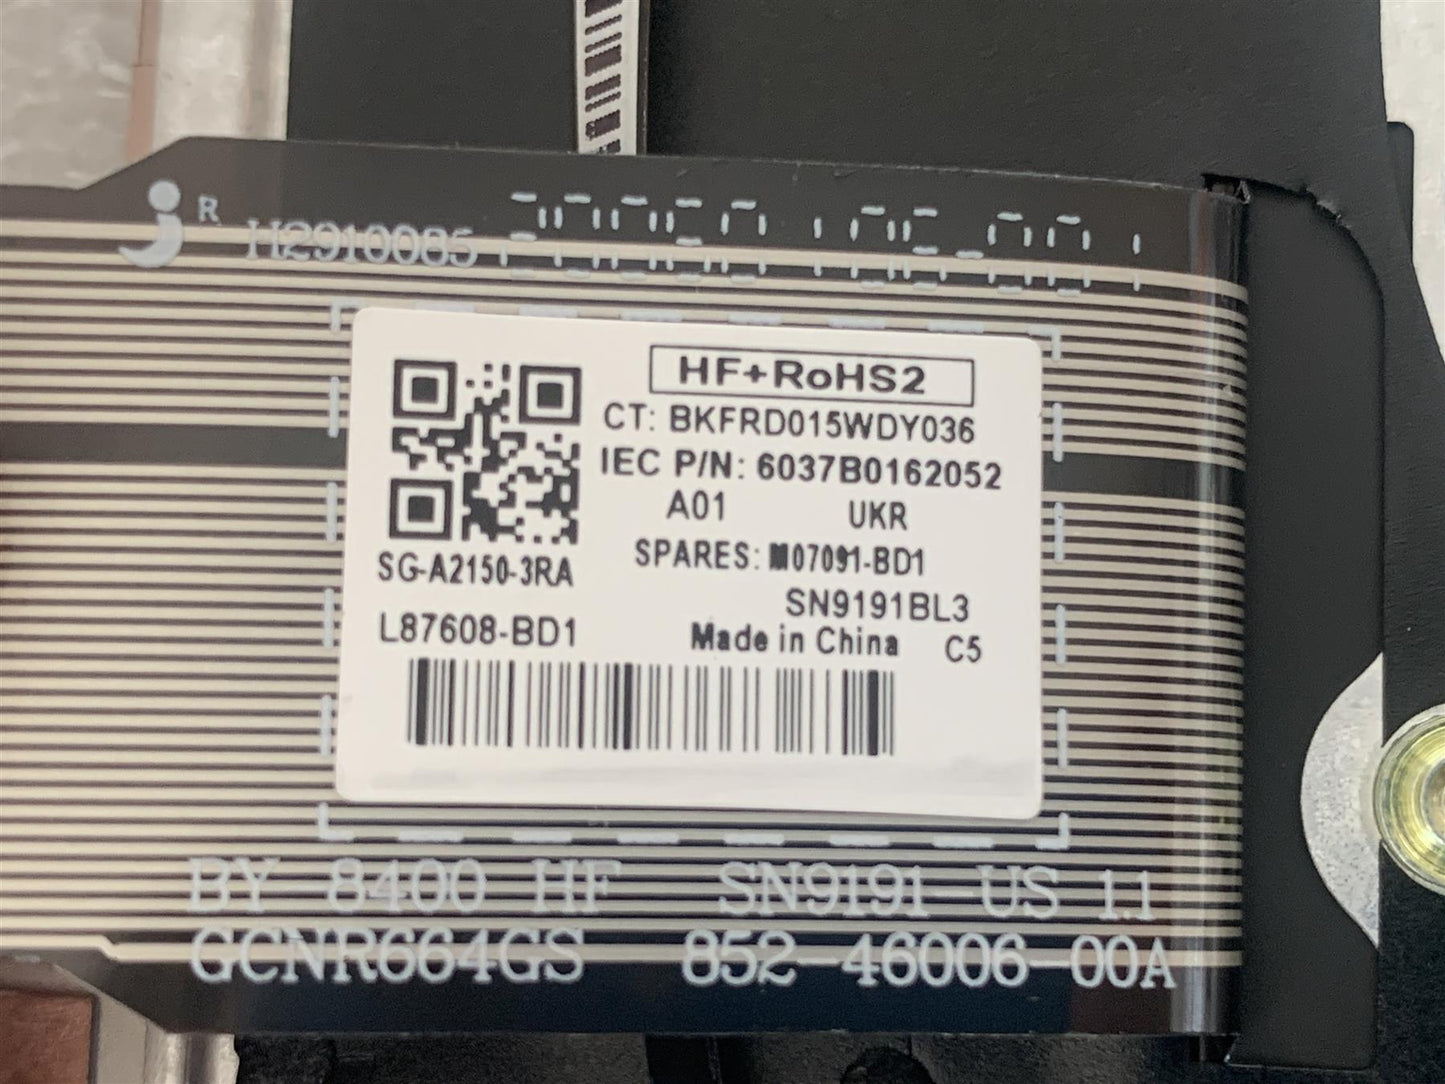 R
H2910085
HF+RoHS2
CT: BKFRD015WDY036
IEC P/N: 6037B0162052
A01 UKR
SPARES: M07091-BD1
SG-A2150-3RA
SN9191BL3
L87608-BD1
Made in China C5
BY 8400 HF SN9191 US 1.1
GCNR664GS 852-46006-00A